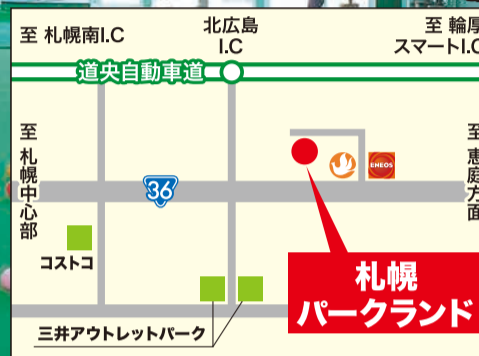 至 札幌南I.C
北広島
I.C
至 輪厚
スマートI.C
道央自動車道
至 札幌中心部
36
ENEOS
至 恵庭方面
コストコ
札幌
パークランド
三井アウトレットパーク